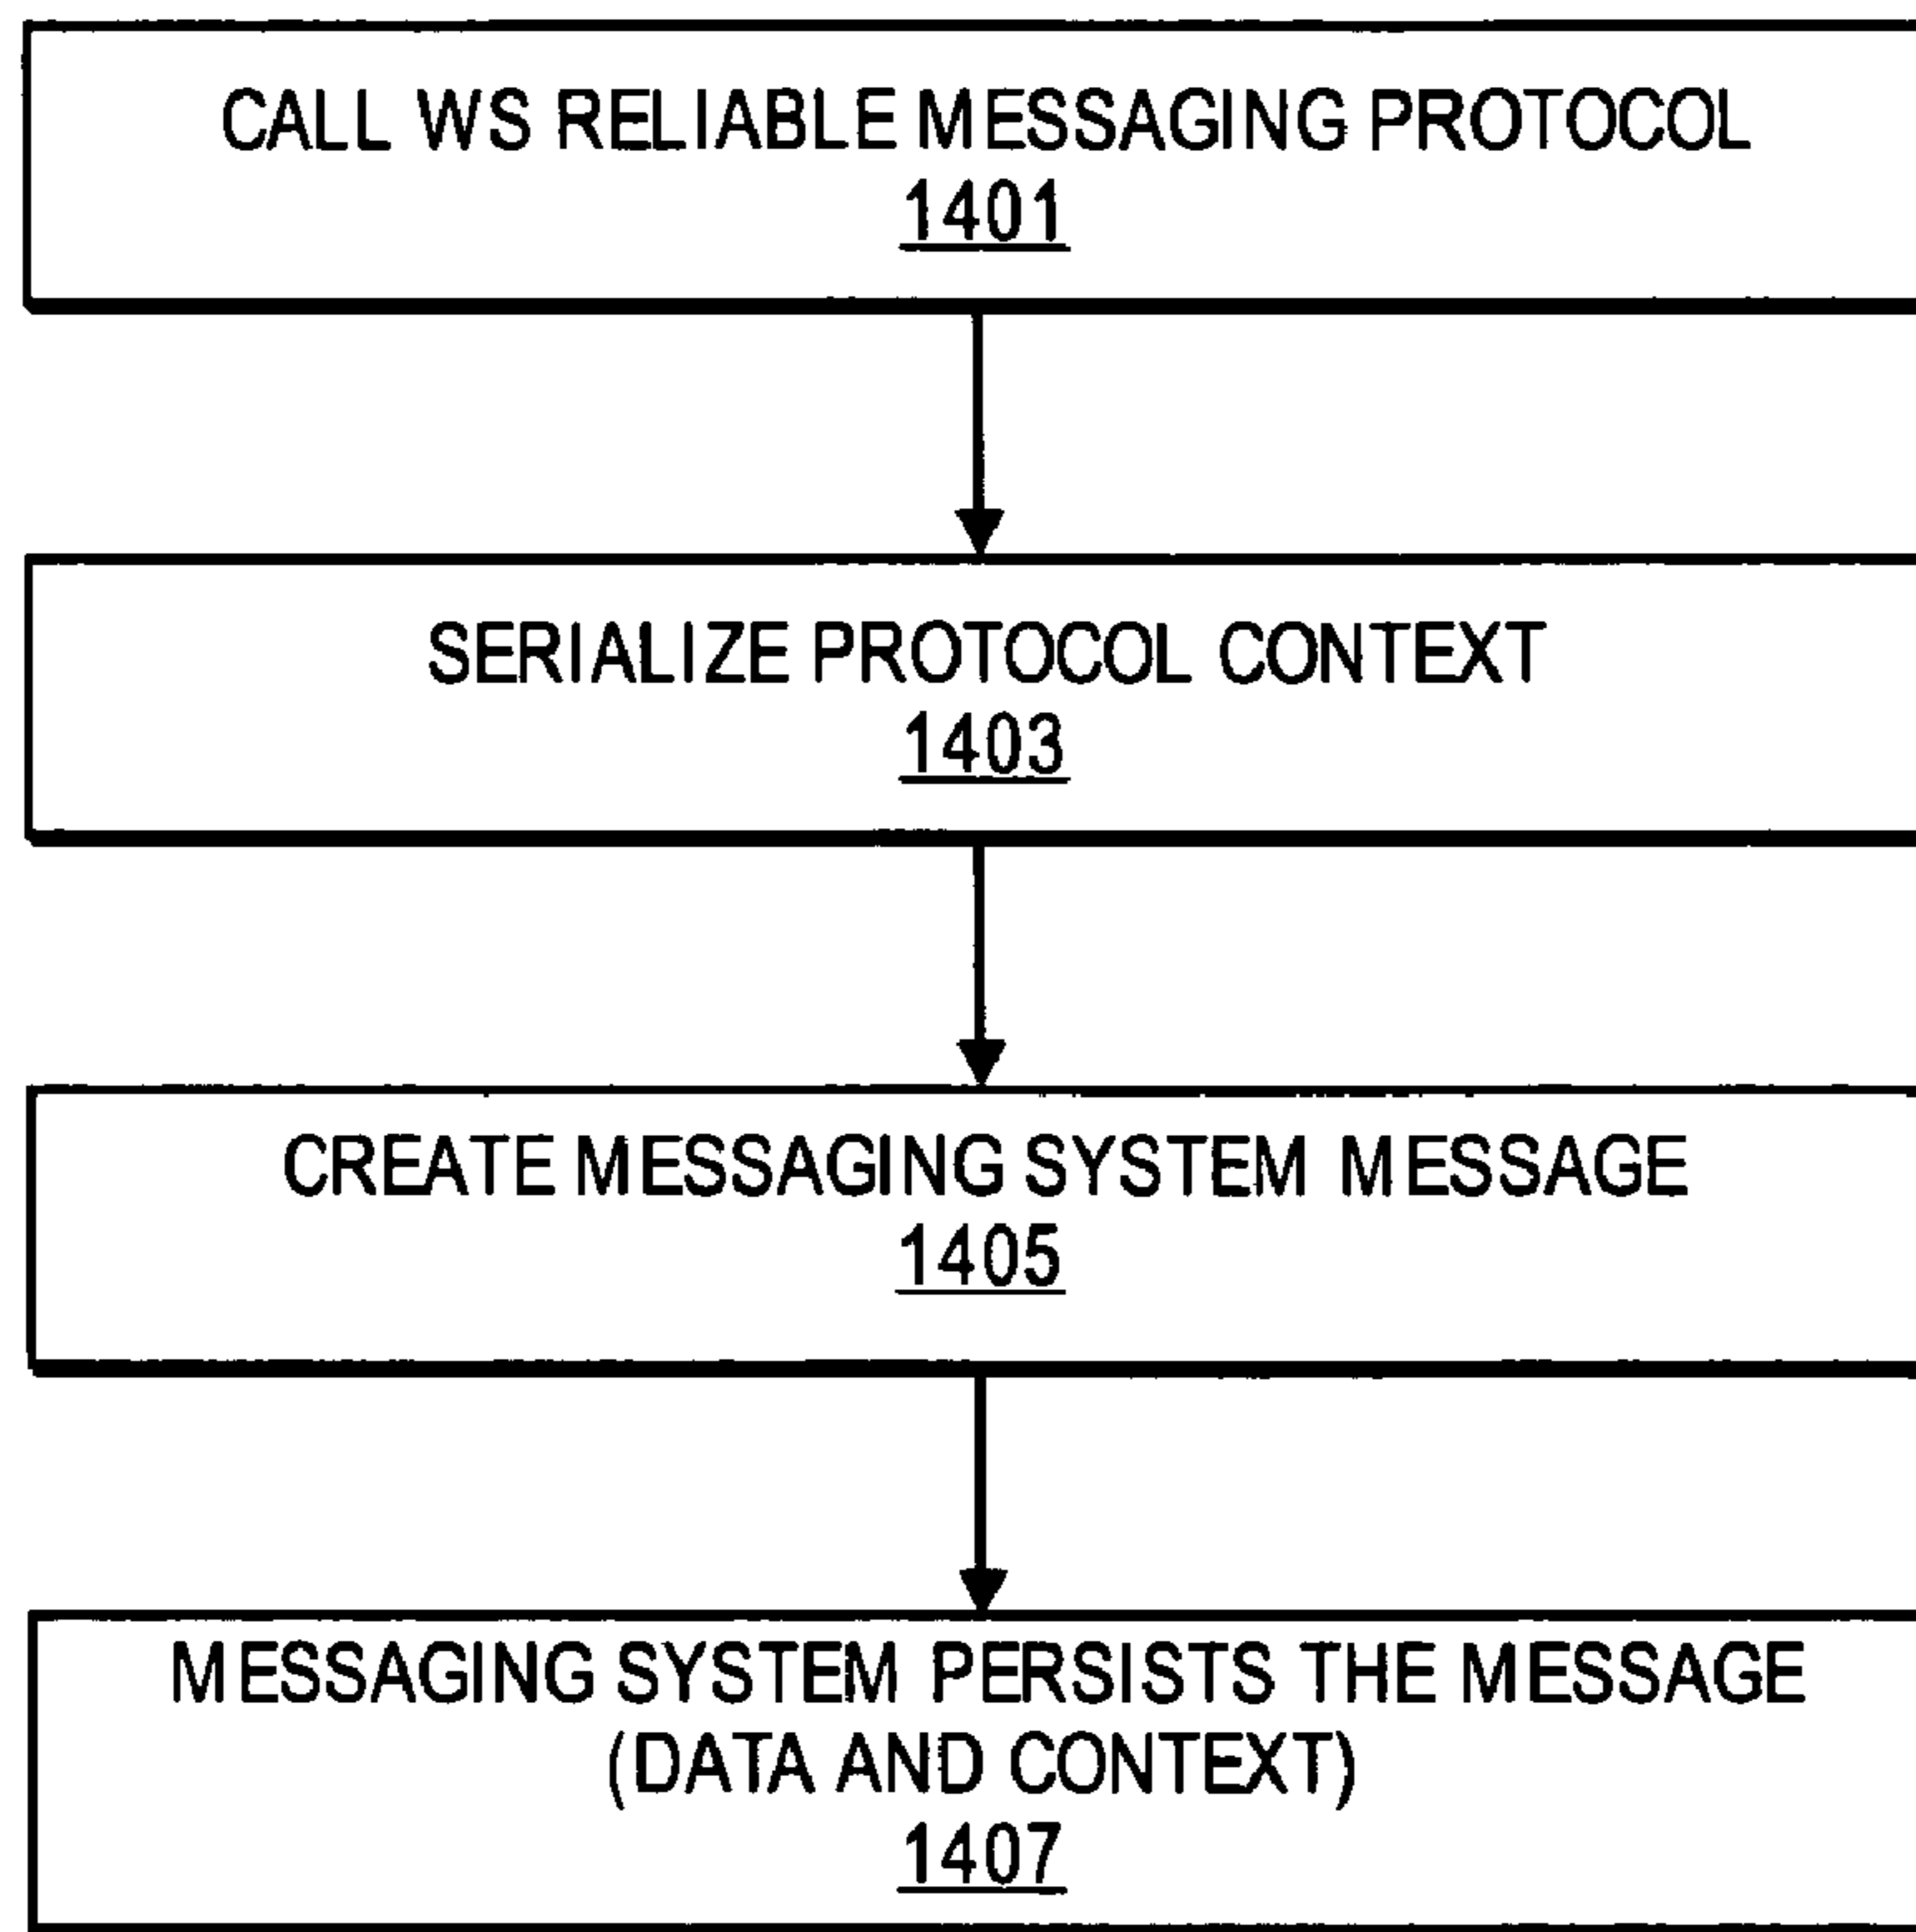 CALL WS RELIABLE MESSAGING PROTOCOL
1401
SERIALIZE PROTOCOL CONTEXT
1403
CREATE MESSAGING SYSTEM MESSAGE
1405
MESSAGING SYSTEM PERSISTS THE MESSAGE
(DATA AND CONTEXT)
1407